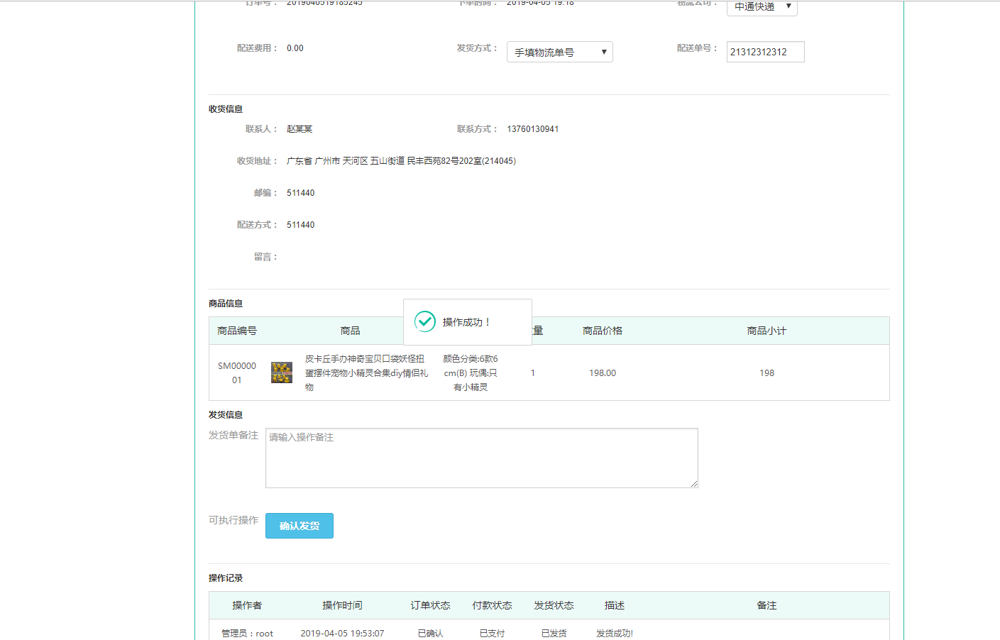 订单号： 2019040519185245 下单时间： 2019-04-05 19:18 物流公司： 中通快递
配送费用： 0.00 发货方式： 手填物流单号 配送单号： 21312312312
收货信息
联系人： 赵某某 联系方式： 13760130941
收货地址： 广东省 广州市 天河区 五山街道 民丰西苑82号202室(214045)
邮编： 511440
配送方式： 511440
留言：
商品信息
操作成功！
商品编号 商品 量 商品价格 商品小计
SM00000
01
皮卡丘手办神奇宝贝口袋妖怪扭
蛋摆件宠物小精灵合集diy情侣礼
物
颜色分类:6款6
cm(B) 玩偶:只
有小精灵
1 198.00 198
发货信息
发货单备注 请输入操作备注
可执行操作 确认发货
操作记录
操作者 操作时间 订单状态 付款状态 发货状态 描述 备注
管理员：root 2019-04-05 19:53:07 已确认 已支付 已发货 发货成功!